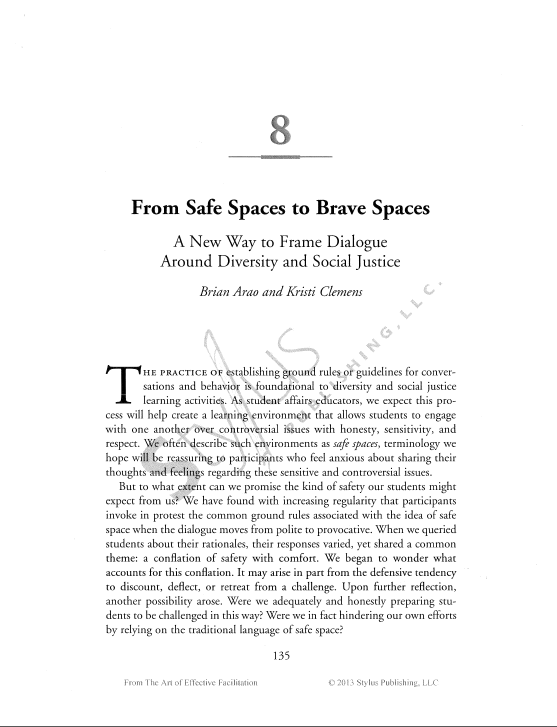 8
From Safe Spaces to Brave Spaces
A New Way to Frame Dialogue
Around Diversity and Social Justice
Brian Arao and Kristi Clemens
Stylus
PUBLISHING, LLC.
THE PRACTICE OF establishing ground rules or guidelines for conver-
sations and behavior is foundational to diversity and social justice
learning activities. As student affairs educators, we expect this pro-
cess will help create a learning environment that allows students to engage
with one another over controversial issues with honesty, sensitivity, and
respect. We often describe such environments as safe spaces, terminology we
hope will be reassuring to participants who feel anxious about sharing their
thoughts and feelings regarding these sensitive and controversial issues.
But to what extent can we promise the kind of safety our students might
expect from us? We have found with increasing regularity that participants
invoke in protest the common ground rules associated with the idea of safe
space when the dialogue moves from polite to provocative. When we queried
students about their rationales, their responses varied, yet shared a common
theme: a conflation of safety with comfort. We began to wonder what
accounts for this conflation. It may arise in part from the defensive tendency
to discount, deflect, or retreat from a challenge. Upon further reflection,
another possibility arose. Were we adequately and honestly preparing stu-
dents to be challenged in this way? Were we in fact hindering our own efforts
by relying on the traditional language of safe space?
135
From The Art of Effective Facilitation © 2013 Stylus Publishing, LLC